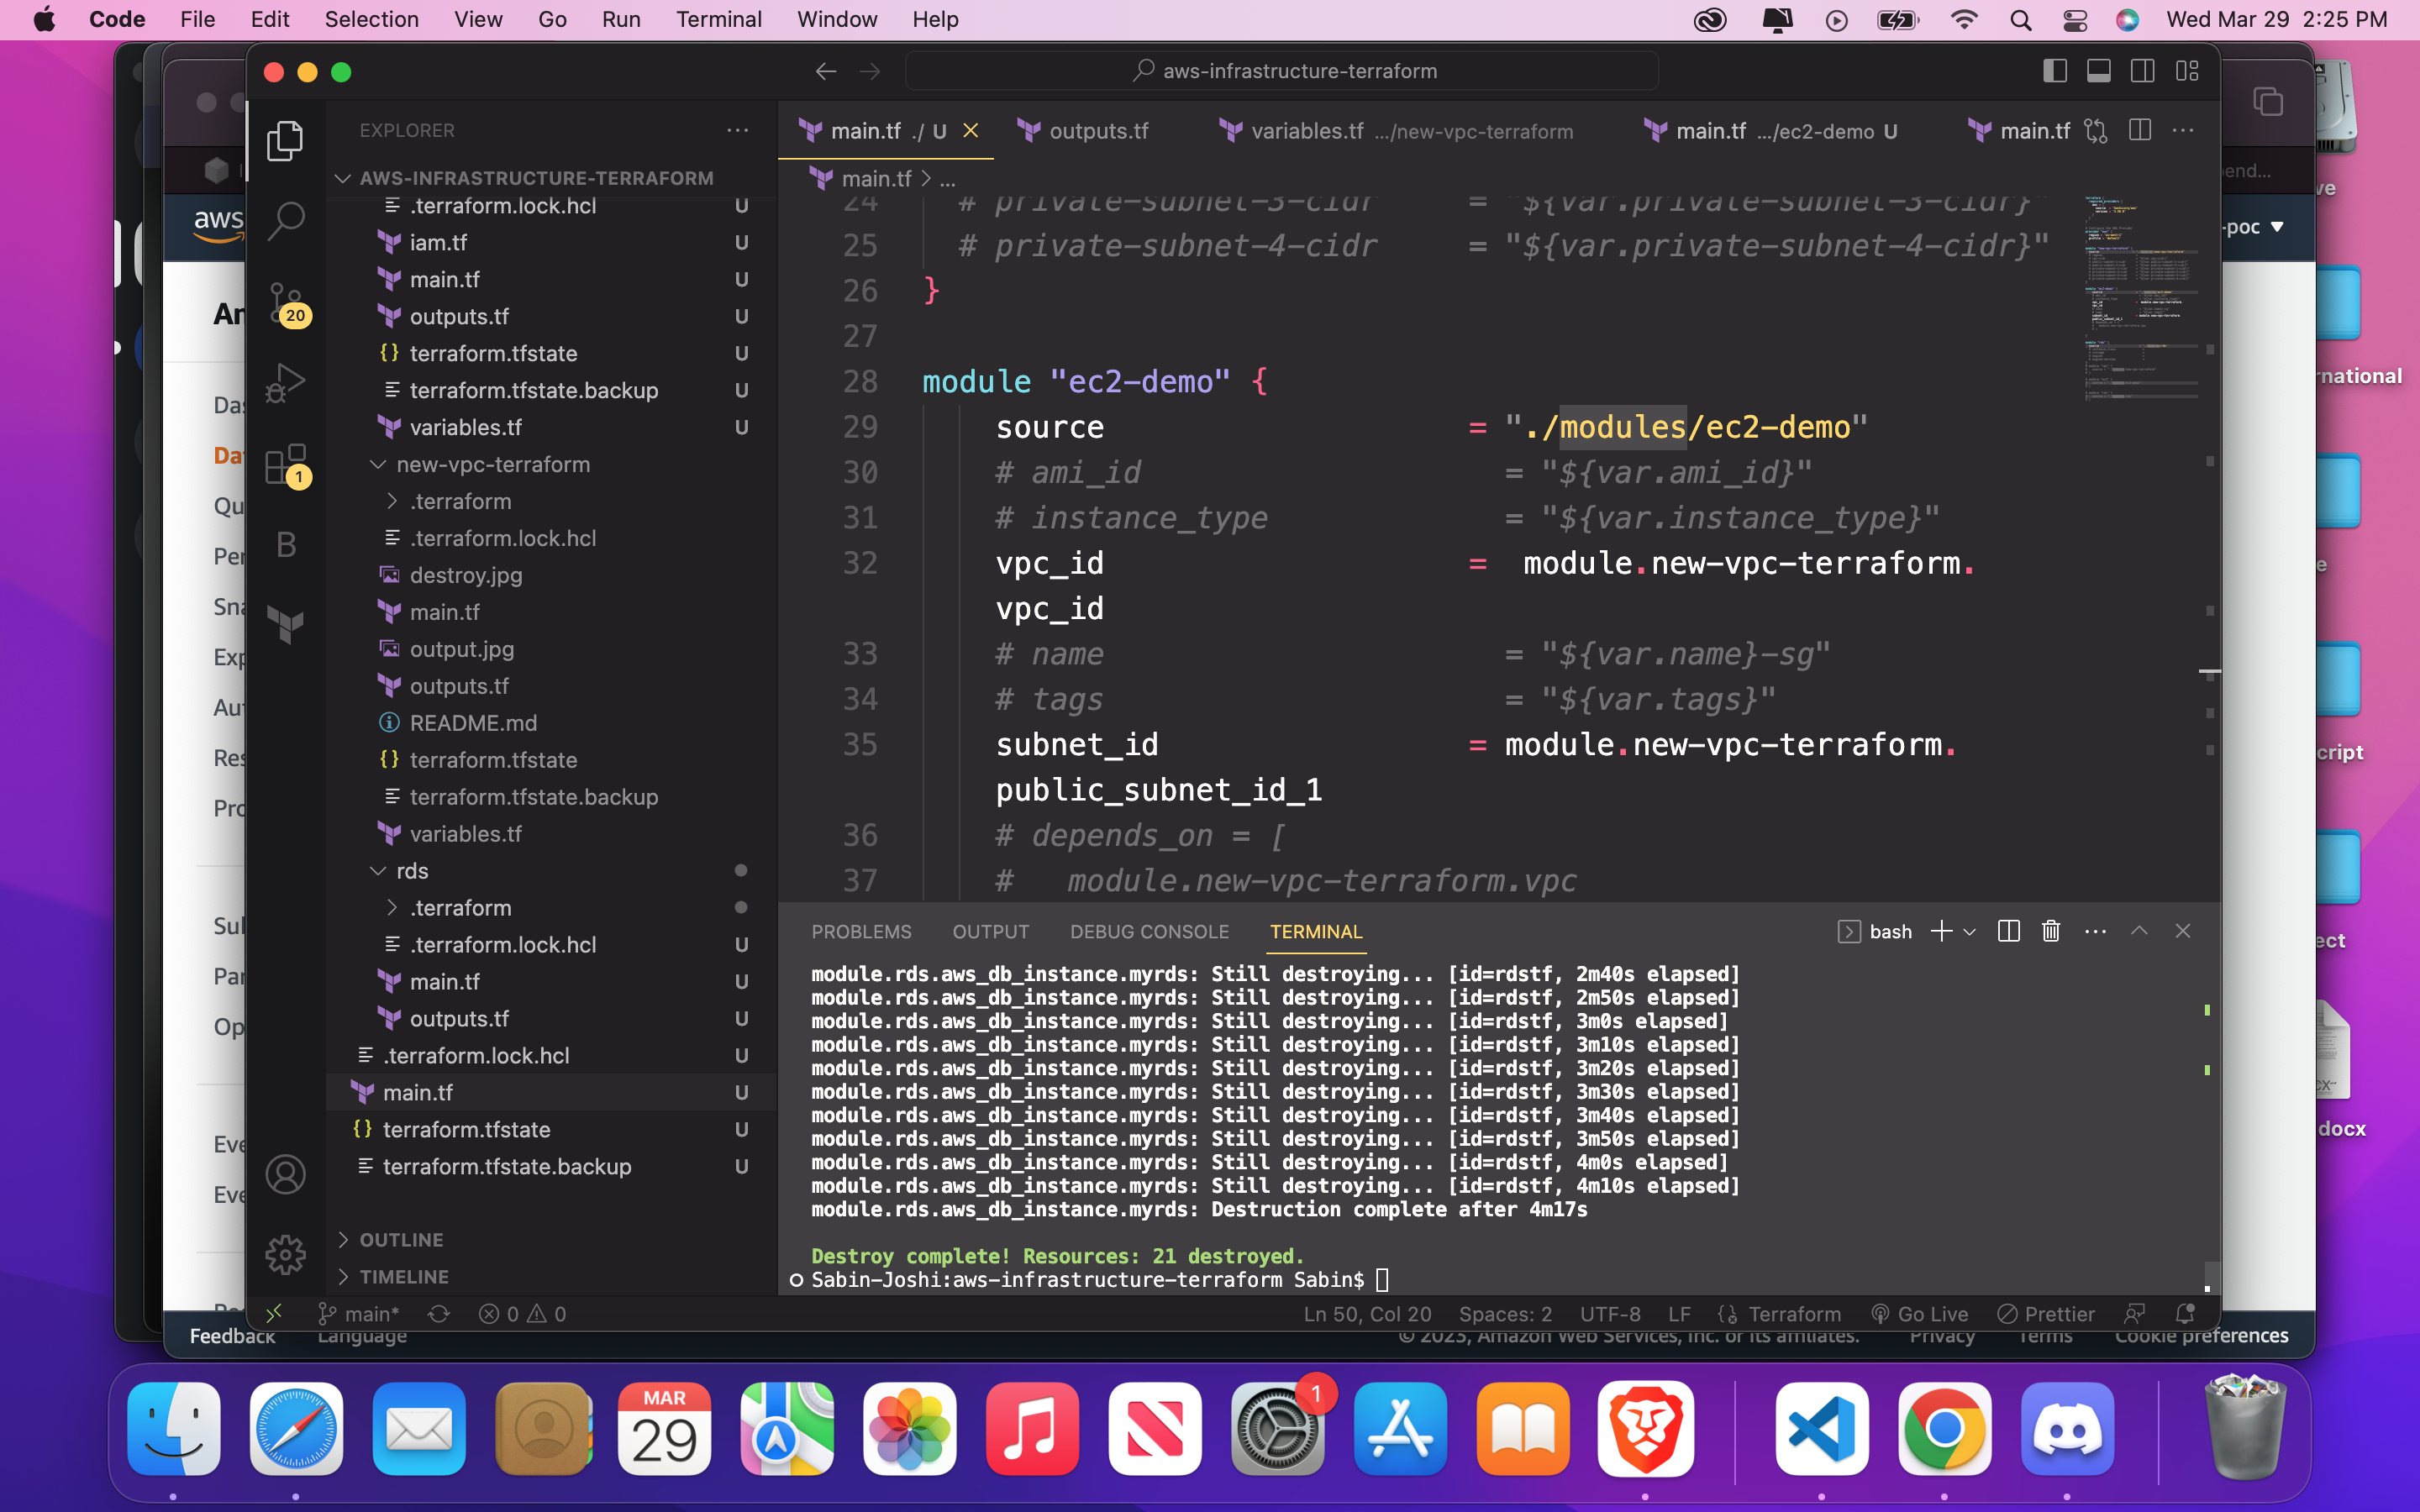 Code File Edit Selection View Go Run Terminal Window Help Wed Mar 29 2:25 PM
aws-infrastructure-terraform
EXPLORER
main.tf ./ U
outputs.tf
variables.tf .../new-vpc-terraform
main.tf .../ec2-demo U
main.tf
AWS-INFRASTRUCTURE-TERRAFORM
.terraform.lock.hcl U
iam.tf U
main.tf U
outputs.tf U
terraform.tfstate U
terraform.tfstate.backup U
variables.tf U
new-vpc-terraform
.terraform
.terraform.lock.hcl
destroy.jpg
main.tf
output.jpg
outputs.tf
README.md
terraform.tfstate
terraform.tfstate.backup
variables.tf
rds
.terraform
.terraform.lock.hcl U
main.tf U
outputs.tf U
.terraform.lock.hcl U
main.tf U
terraform.tfstate U
terraform.tfstate.backup U
OUTLINE
TIMELINE
20
1
B
main.tf > ...
24 # private-subnet-3-cidr = "${var.private-subnet-3-cidr}"
25 # private-subnet-4-cidr = "${var.private-subnet-4-cidr}"
26 }
27
28 module "ec2-demo" {
29 source = "./modules/ec2-demo"
30 # ami_id = "${var.ami_id}"
31 # instance_type = "${var.instance_type}"
32 vpc_id = module.new-vpc-terraform.
vpc_id
33 # name = "${var.name}-sg"
34 # tags = "${var.tags}"
35 subnet_id = module.new-vpc-terraform.
public_subnet_id_1
36 # depends_on = [
37 # module.new-vpc-terraform.vpc
PROBLEMS OUTPUT DEBUG CONSOLE TERMINAL bash
module.rds.aws_db_instance.myrds: Still destroying... [id=rdstf, 2m40s elapsed]
module.rds.aws_db_instance.myrds: Still destroying... [id=rdstf, 2m50s elapsed]
module.rds.aws_db_instance.myrds: Still destroying... [id=rdstf, 3m0s elapsed]
module.rds.aws_db_instance.myrds: Still destroying... [id=rdstf, 3m10s elapsed]
module.rds.aws_db_instance.myrds: Still destroying... [id=rdstf, 3m20s elapsed]
module.rds.aws_db_instance.myrds: Still destroying... [id=rdstf, 3m30s elapsed]
module.rds.aws_db_instance.myrds: Still destroying... [id=rdstf, 3m40s elapsed]
module.rds.aws_db_instance.myrds: Still destroying... [id=rdstf, 3m50s elapsed]
module.rds.aws_db_instance.myrds: Still destroying... [id=rdstf, 4m0s elapsed]
module.rds.aws_db_instance.myrds: Still destroying... [id=rdstf, 4m10s elapsed]
module.rds.aws_db_instance.myrds: Destruction complete after 4m17s
Destroy complete! Resources: 21 destroyed.
Sabin-Joshi:aws-infrastructure-terraform Sabin$
main* 0 0 Ln 50, Col 20 Spaces: 2 UTF-8 LF Terraform Go Live Prettier
aws
-poc
end...
Feedback Language © 2023, Amazon Web Services, Inc. or its affiliates. Privacy Terms Cookie preferences
ve
rnational
e
cript
ect
docx
MAR
29
1